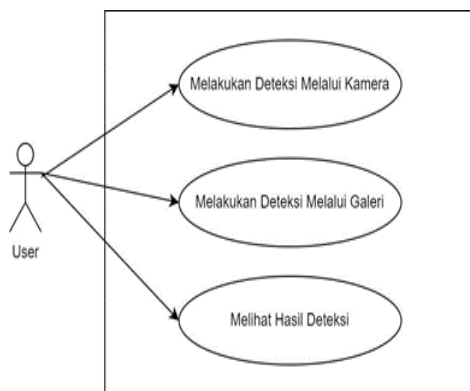 Melakukan Deteksi Melalui Kamera
Melakukan Deteksi Melalui Galeri
User
Melihat Hasil Deteksi